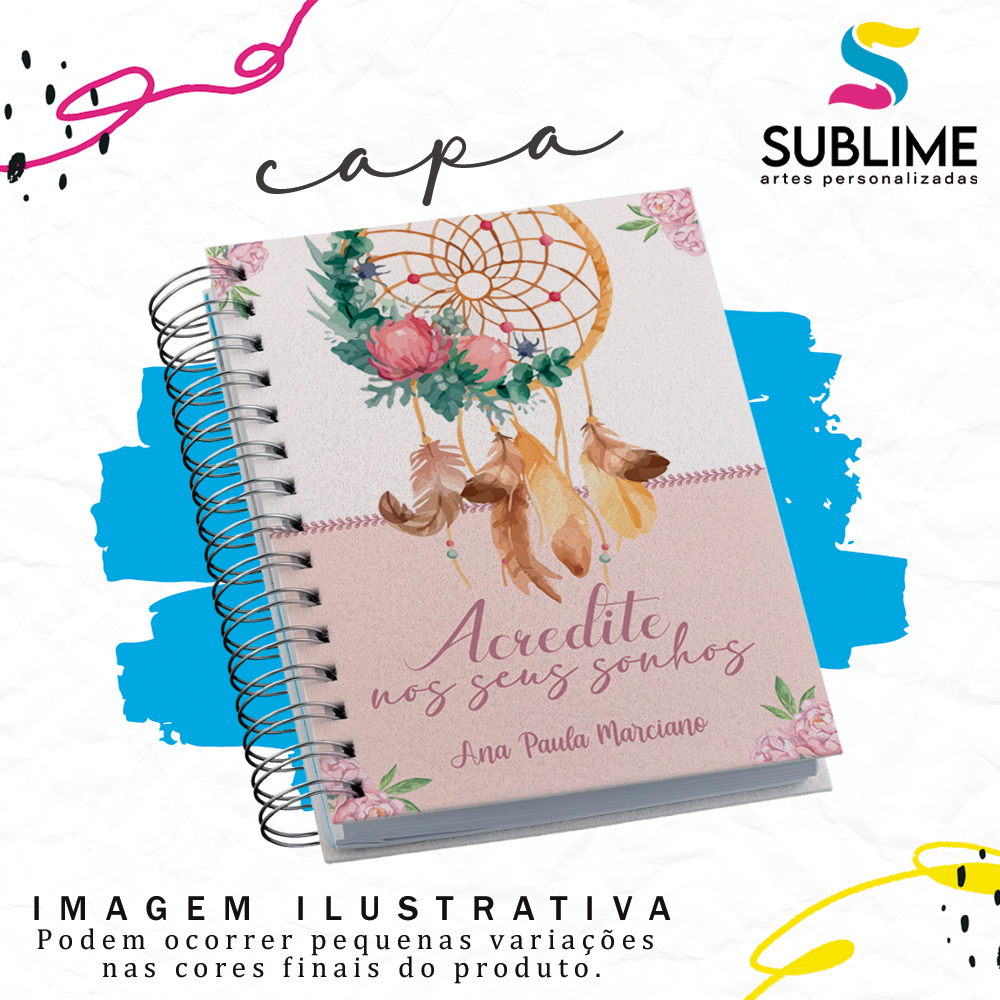 SUBLIME
artes personalizadas
capa
Acredite
nos seus sonhos
Ana Paula Marciano
IMAGEM ILUSTRATIVA
Podem ocorrer pequenas variações
nas cores finais do produto.